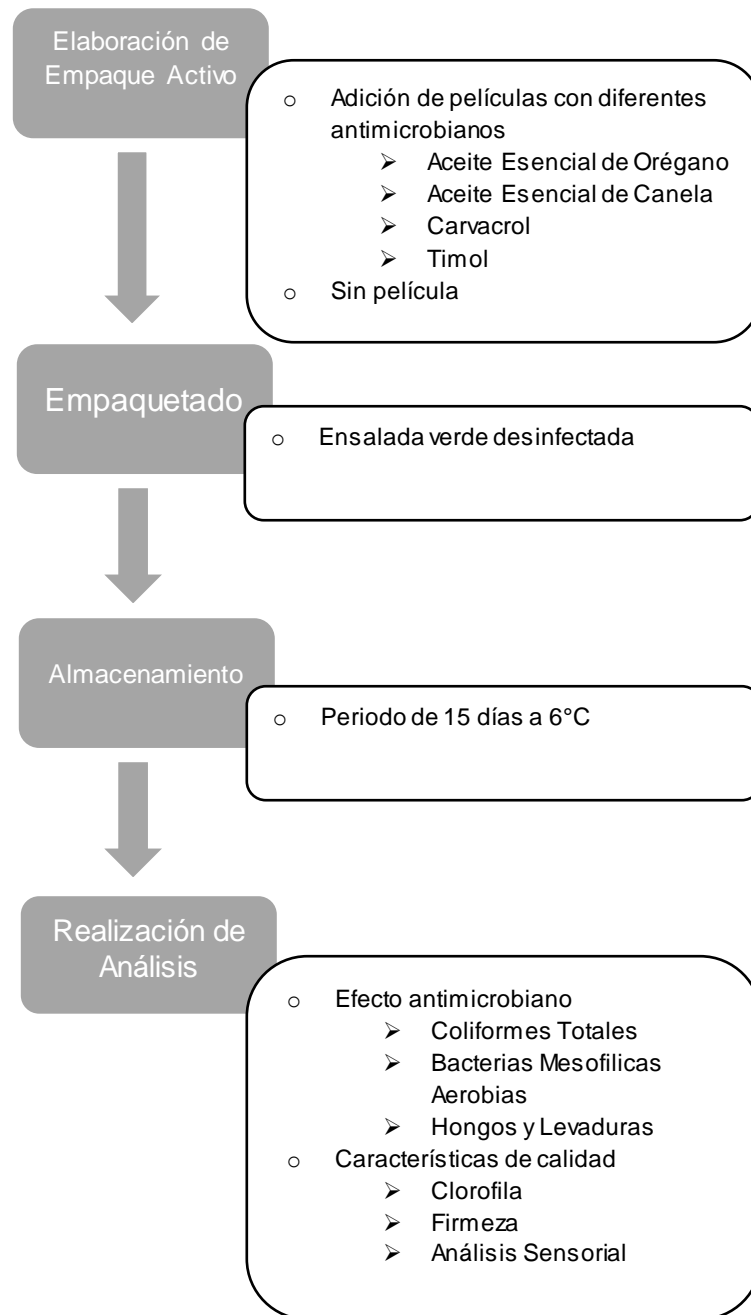 Elaboración de
Empaque Activo
o Adición de películas con diferentes
antimicrobianos
➢ Aceite Esencial de Orégano
➢ Aceite Esencial de Canela
➢ Carvacrol
➢ Timol
o Sin película
Empaquetado
o Ensalada verde desinfectada
Almacenamiento
o Periodo de 15 días a 6°C
Realización de
Análisis
o Efecto antimicrobiano
➢ Coliformes Totales
➢ Bacterias Mesofilicas
Aerobias
➢ Hongos y Levaduras
o Características de calidad
➢ Clorofila
➢ Firmeza
➢ Análisis Sensorial